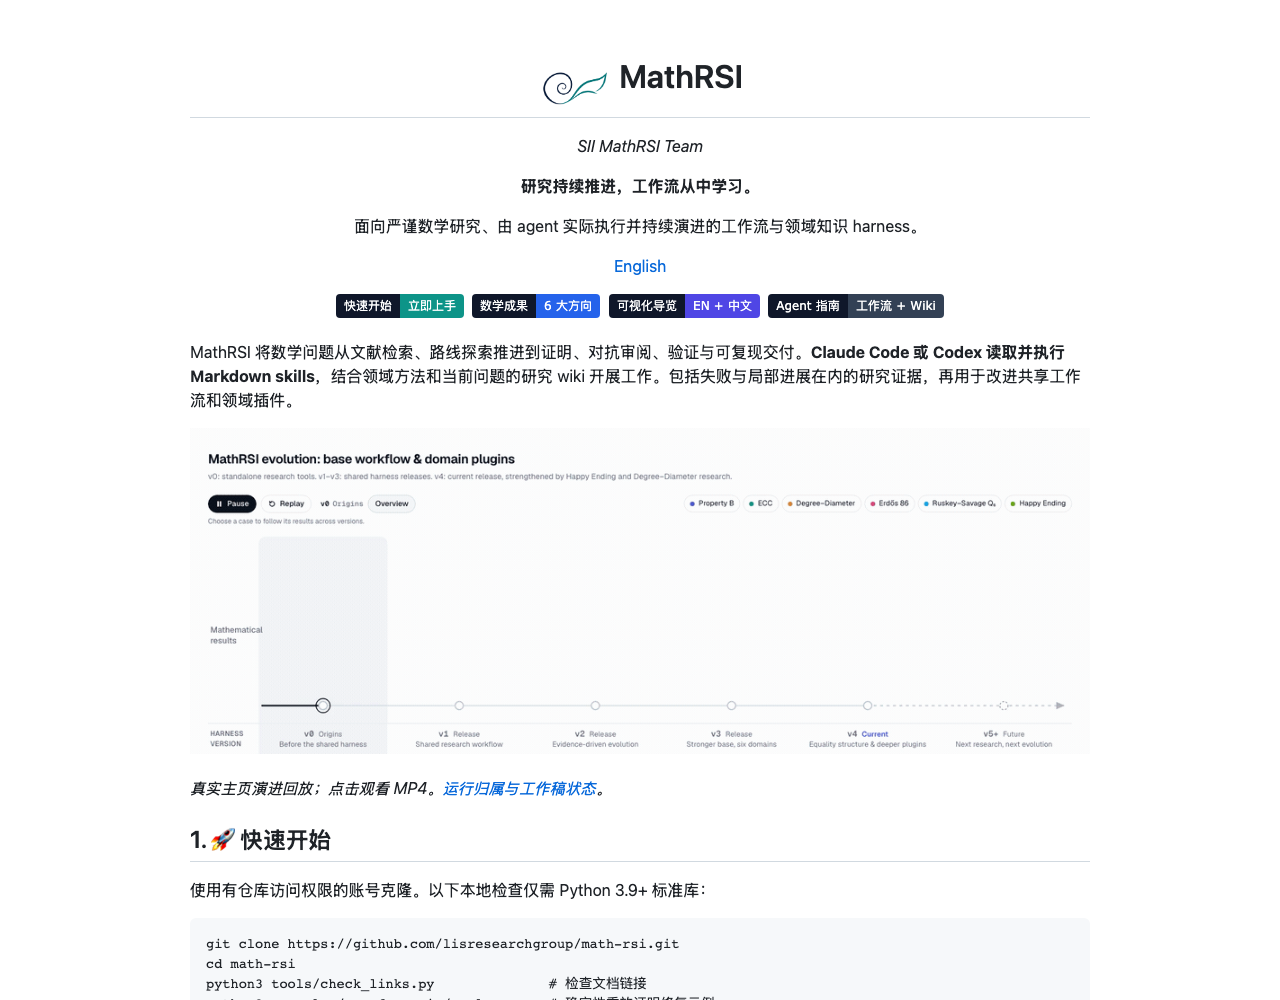 MathRSI
SII MathRSI Team
研究持续推进，工作流从中学习。
面向严谨数学研究、由 agent 实际执行并持续演进的工作流与领域知识 harness。
English
快速开始 立即上手 数学成果 6 大方向 可视化导览 EN + 中文 Agent 指南 工作流 + Wiki
MathRSI 将数学问题从文献检索、路线探索推进到证明、对抗审阅、验证与可复现交付。Claude Code 或 Codex 读取并执行
Markdown skills，结合领域方法和当前问题的研究 wiki 开展工作。包括失败与局部进展在内的研究证据，再用于改进共享工作
流和领域插件。
MathRSI evolution: base workflow & domain plugins
v0: standalone research tools. v1–v3: shared harness releases. v4: current release, strengthened by Happy Ending and Degree–Diameter research.
Pause Replay v0 Origins Overview Property B ECC Degree–Diameter Erdős 86 Ruskey–Savage Q₆ Happy Ending
Choose a case to follow its results across versions.
Mathematical
results
HARNESS
VERSION
v0 Origins
Before the shared harness
v1 Release
Shared research workflow
v2 Release
Evidence-driven evolution
v3 Release
Stronger base, six domains
v4 Current
Equality structure & deeper plugins
v5+ Future
Next research, next evolution
真实主页演进回放；点击观看 MP4。运行归属与工作稿状态。
1.🚀 快速开始
使用有仓库访问权限的账号克隆。以下本地检查仅需 Python 3.9+ 标准库：
git clone https://github.com/lisresearchgroup/math-rsi.git
cd math-rsi
python3 tools/check_links.py # 检查文档链接